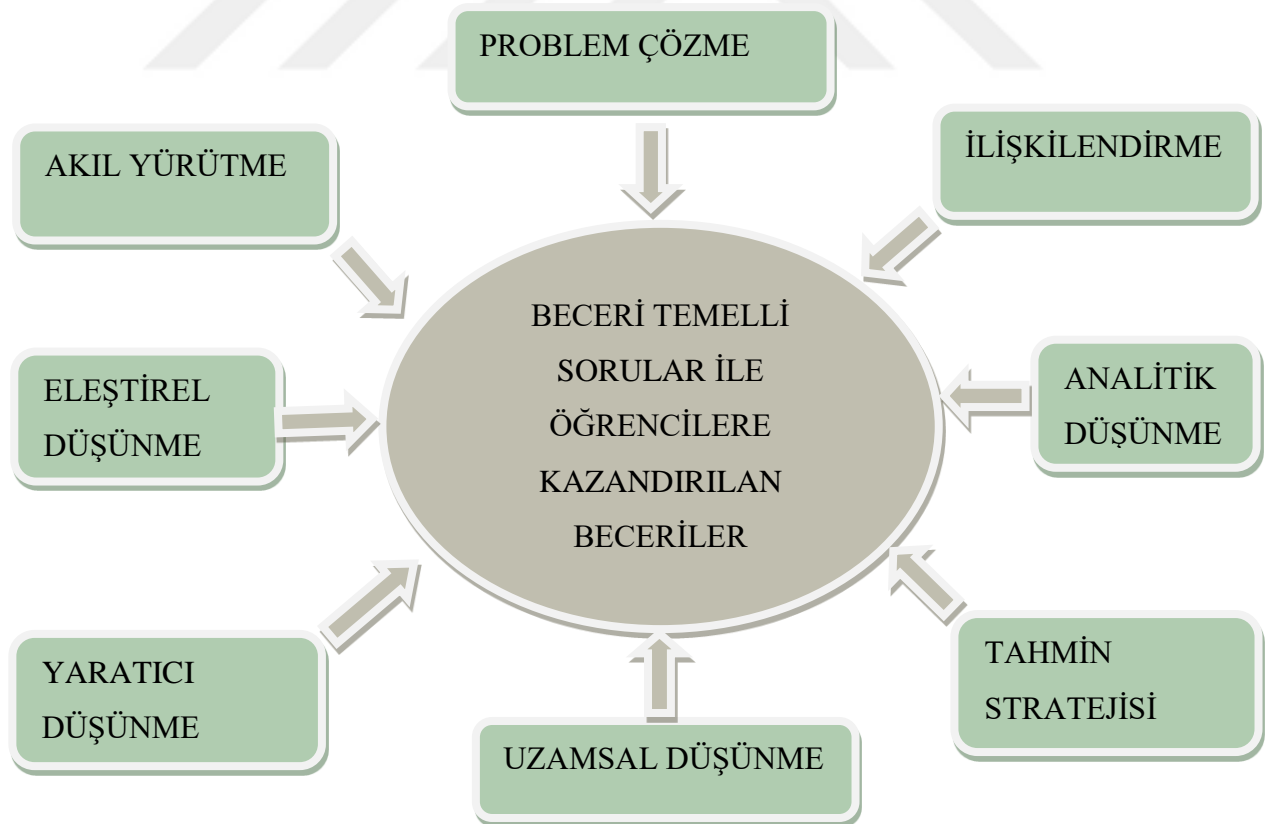 PROBLEM ÇÖZME
AKIL YÜRÜTME
İLİŞKİLENDİRME
BECERİ TEMELLİ
SORULAR İLE
ÖĞRENCİLERE
KAZANDIRILAN
BECERİLER
ELEŞTİREL
DÜŞÜNME
ANALİTİK
DÜŞÜNME
YARATICI
DÜŞÜNME
TAHMİN
STRATEJİSİ
UZAMSAL DÜŞÜNME